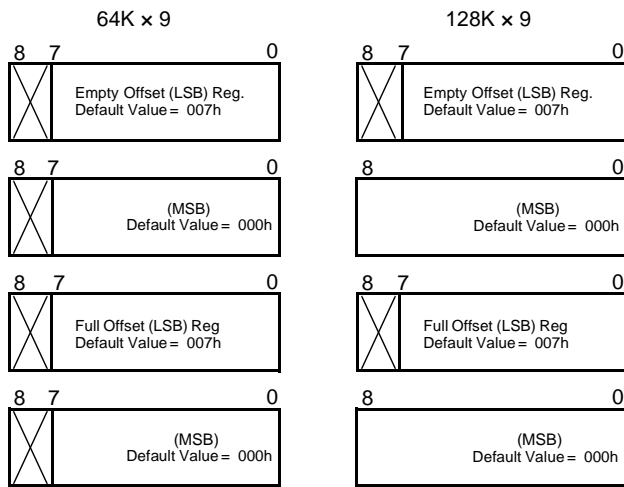 64K × 9
8 7 0
Empty Offset (LSB) Reg.
Default Value = 007h
8 7 0
(MSB)
Default Value = 000h
8 7 0
Full Offset (LSB) Reg
Default Value = 007h
8 7 0
(MSB)
Default Value = 000h
128K × 9
8 7 0
Empty Offset (LSB) Reg.
Default Value = 007h
8 0
(MSB)
Default Value = 000h
8 7 0
Full Offset (LSB) Reg
Default Value = 007h
8 0
(MSB)
Default Value = 000h